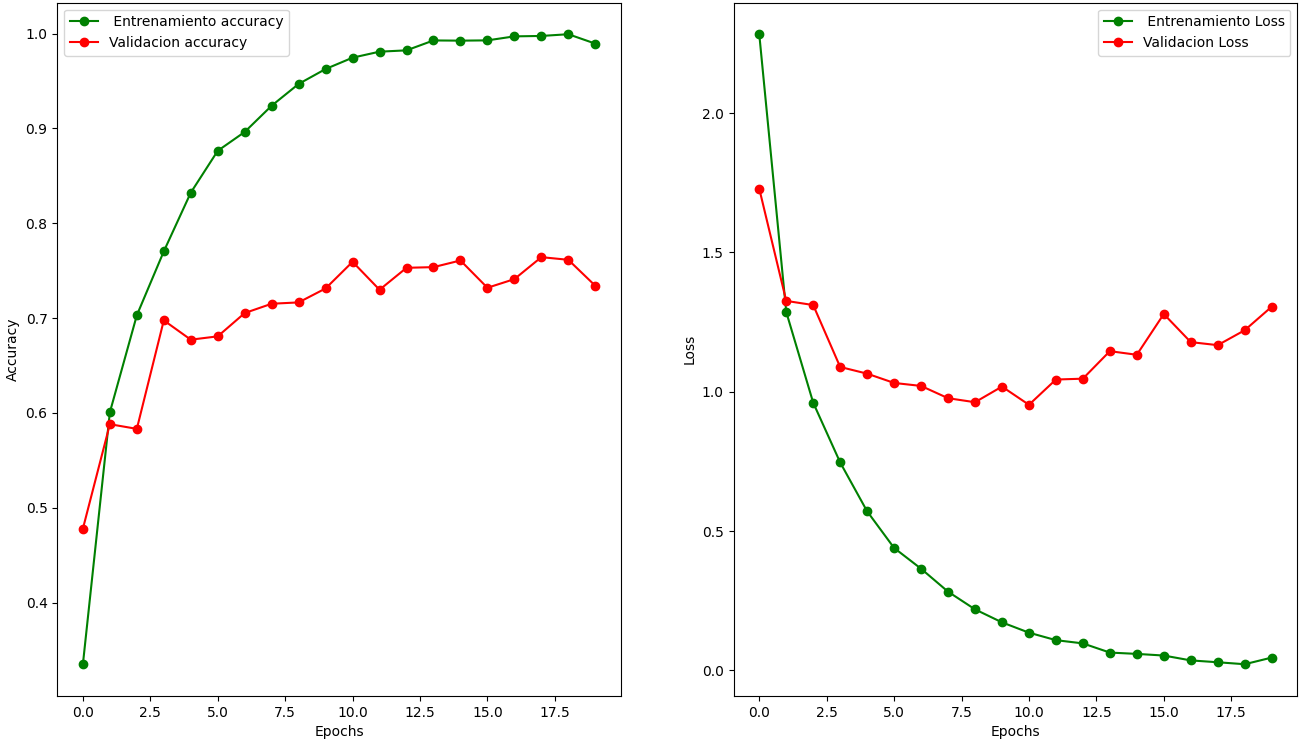 Entrenamiento accuracy
Validacion accuracy
1.0
0.9
0.8
0.7
0.6
0.5
0.4
Accuracy
0.0 2.5 5.0 7.5 10.0 12.5 15.0 17.5
Epochs
Entrenamiento Loss
Validacion Loss
2.0
1.5
1.0
0.5
0.0
Loss
0.0 2.5 5.0 7.5 10.0 12.5 15.0 17.5
Epochs